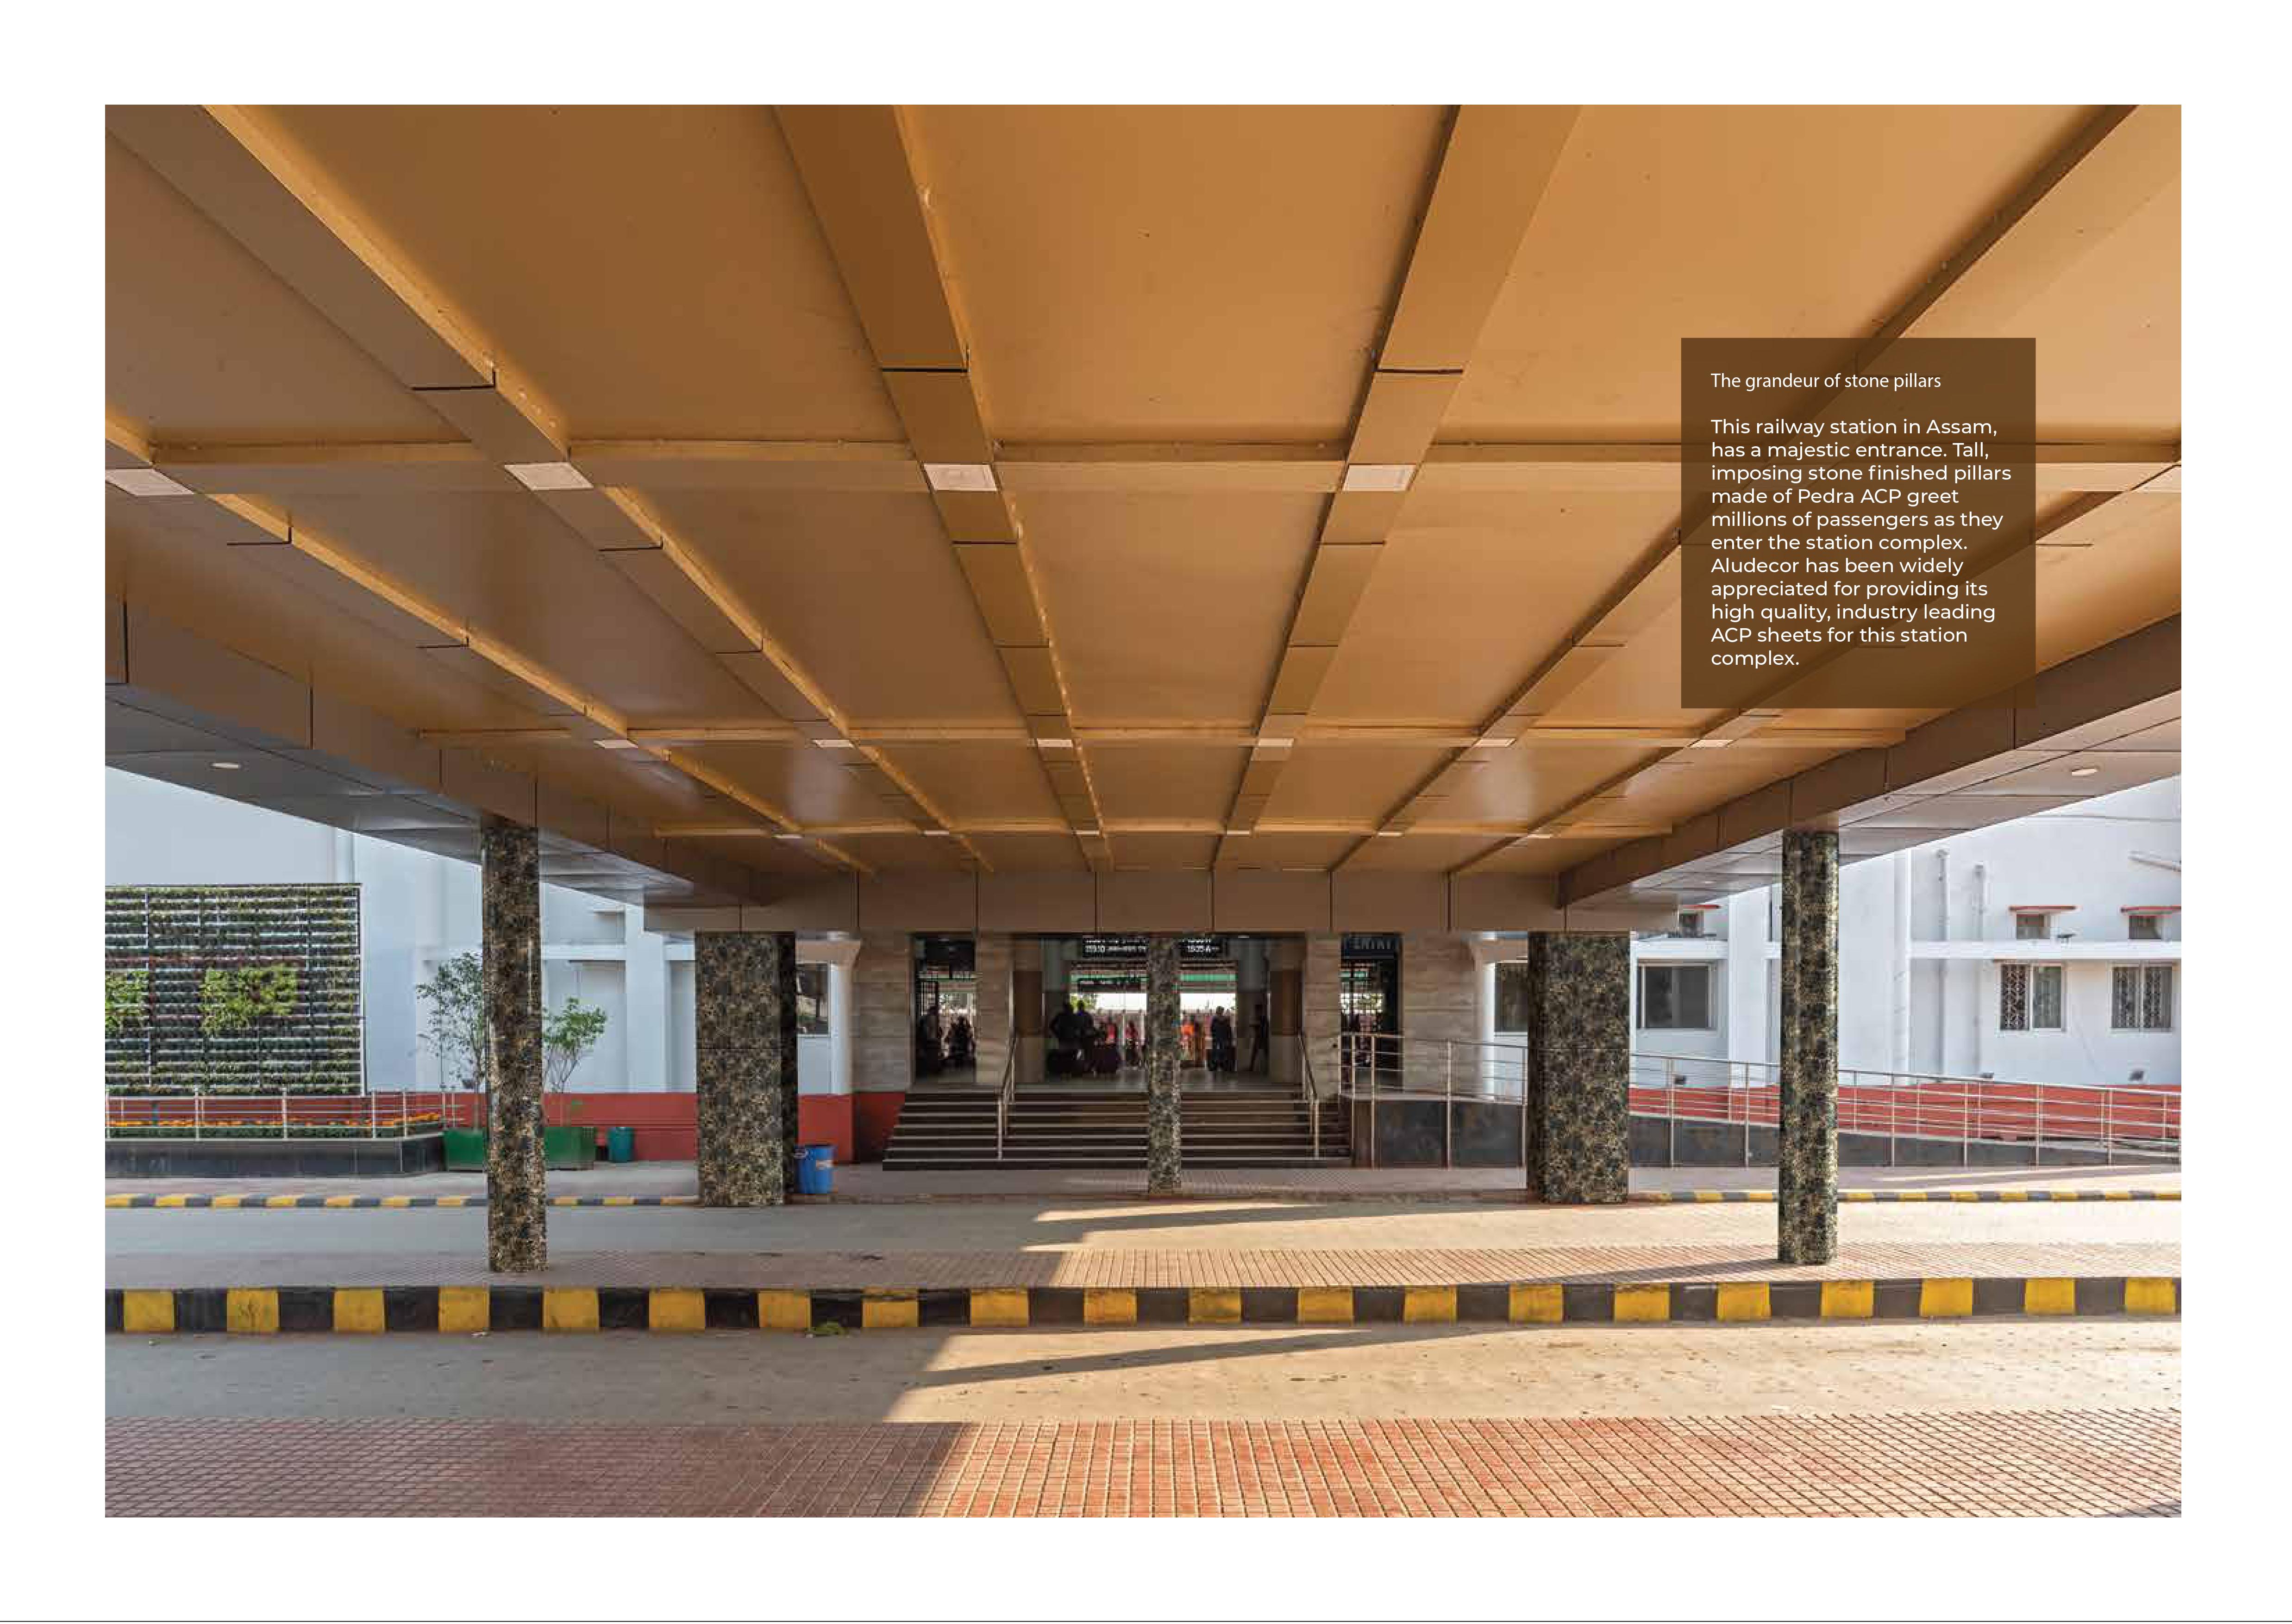 The grandeur of stone pillars
This railway station in Assam,
has a majestic entrance. Tall,
imposing stone finished pillars
made of Pedra ACP greet
millions of passengers as they
enter the station complex.
Aludecor has been widely
appreciated for providing its
high quality, industry leading
ACP sheets for this station
complex.
ENTRY